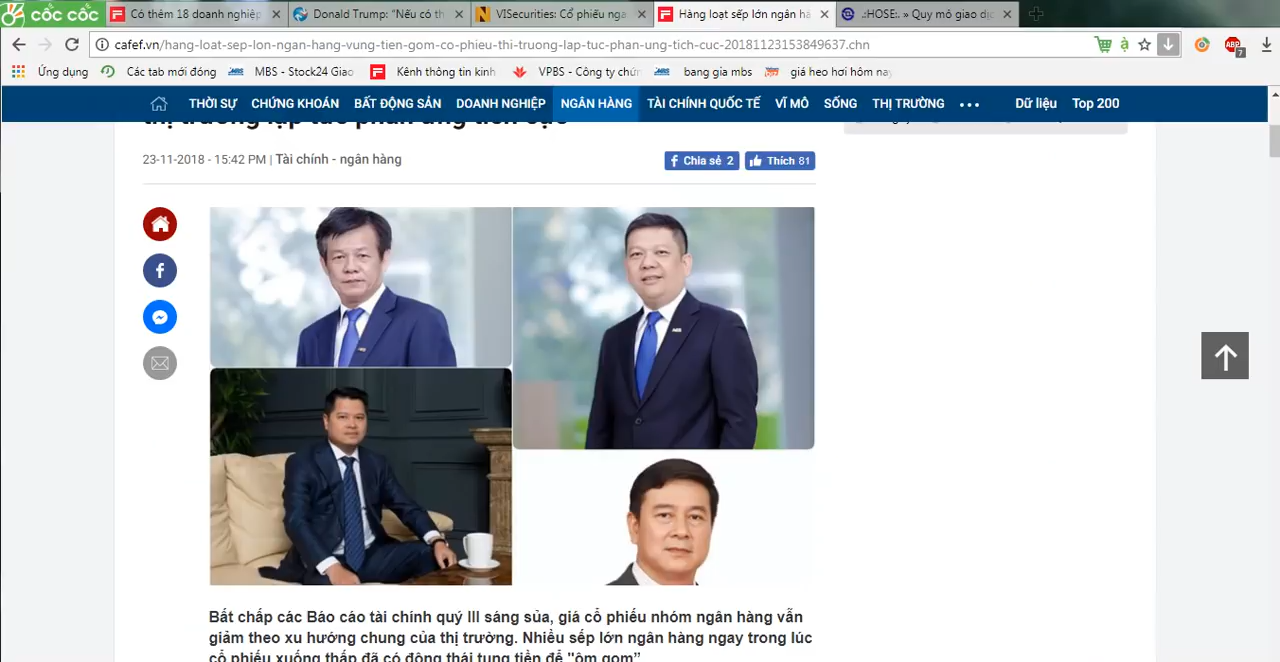 cốc cốc
Có thêm 18 doanh nghiệp
Donald Trump: "Nếu có th
VISecurities: Cổ phiếu nga
Hàng loạt sếp lớn ngân hà
.:HOSE:. » Quy mô giao dịc
cafef.vn/hang-loat-sep-lon-ngan-hang-vung-tien-gom-co-phieu-thi-truong-lap-tuc-phan-ung-tich-cuc-20181123153849637.chn
ABP
7
Ứng dụng
Các tab mới đóng
MBS - Stock24 Giao
Kênh thông tin kinh
VPBS - Công ty chứn
bang gia mbs
giá heo hơi hôm nay
THỜI SỰ
CHỨNG KHOÁN
BẤT ĐỘNG SẢN
DOANH NGHIỆP
NGÂN HÀNG
TÀI CHÍNH QUỐC TẾ
VĨ MÔ
SỐNG
THỊ TRƯỜNG
Dữ liệu
Top 200
23-11-2018 - 15:42 PM | Tài chính - ngân hàng
Chia sẻ 2
Thích 81
Bất chấp các Báo cáo tài chính quý III sáng sủa, giá cổ phiếu nhóm ngân hàng vẫn
giảm theo xu hướng chung của thị trường. Nhiều sếp lớn ngân hàng ngay trong lúc
cổ phiếu xuống thấp đã có động thái tung tiền để "ôm gom”